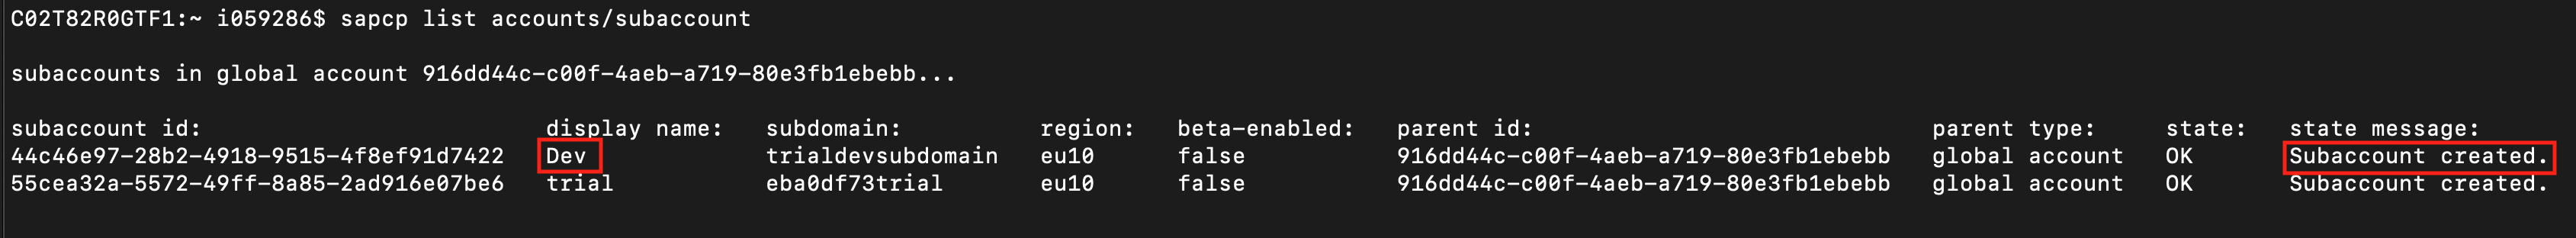 C02T82R0GTF1:~ i059286$ sapcp list accounts/subaccount
subaccounts in global account 916dd44c-c00f-4aeb-a719-80e3fb1ebebb...
subaccount id: display name: subdomain: region: beta-enabled: parent id: parent type: state: state message:
44c46e97-28b2-4918-9515-4f8ef91d7422 Dev trialdevsubdomain eu10 false 916dd44c-c00f-4aeb-a719-80e3fb1ebebb global account OK Subaccount created.
55cea32a-5572-49ff-8a85-2ad916e07be6 trial eba0df73trial eu10 false 916dd44c-c00f-4aeb-a719-80e3fb1ebebb global account OK Subaccount created.